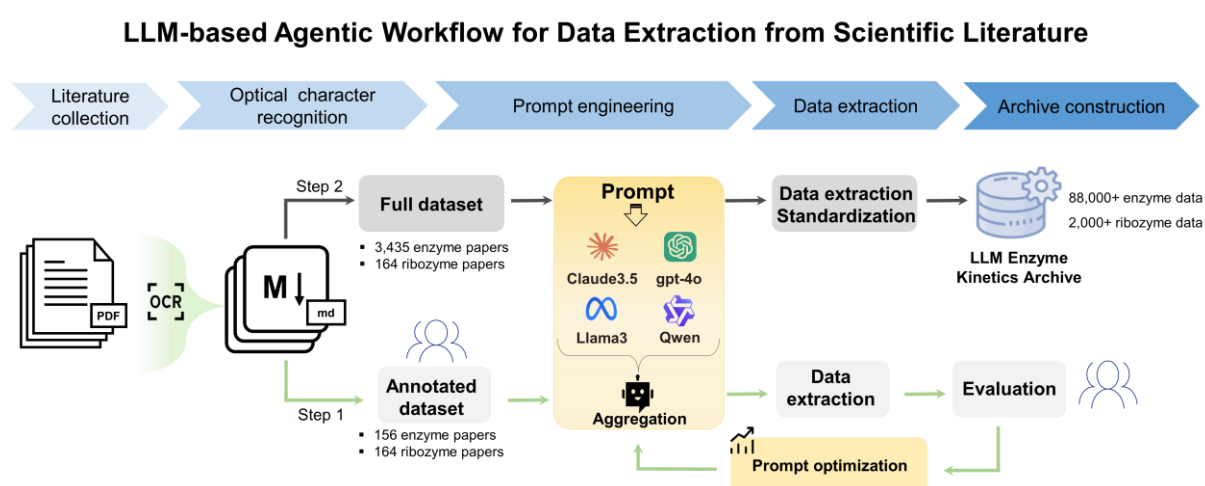 LLM-based Agentic Workflow for Data Extraction from Scientific Literature
Literature
collection
Optical character
recognition
Prompt engineering
Data extraction
Archive construction
Step 2
Full dataset
▪ 3,435 enzyme papers
▪ 164 ribozyme papers
Prompt
Claude3.5
gpt-4o
Llama3
Qwen
Aggregation
Data extraction
Standardization
88,000+ enzyme data
2,000+ ribozyme data
LLM Enzyme
Kinetics Archive
PDF
OCR
M
md
Step 1
Annotated
dataset
▪ 156 enzyme papers
▪ 164 ribozyme papers
Data
extraction
Evaluation
Prompt optimization